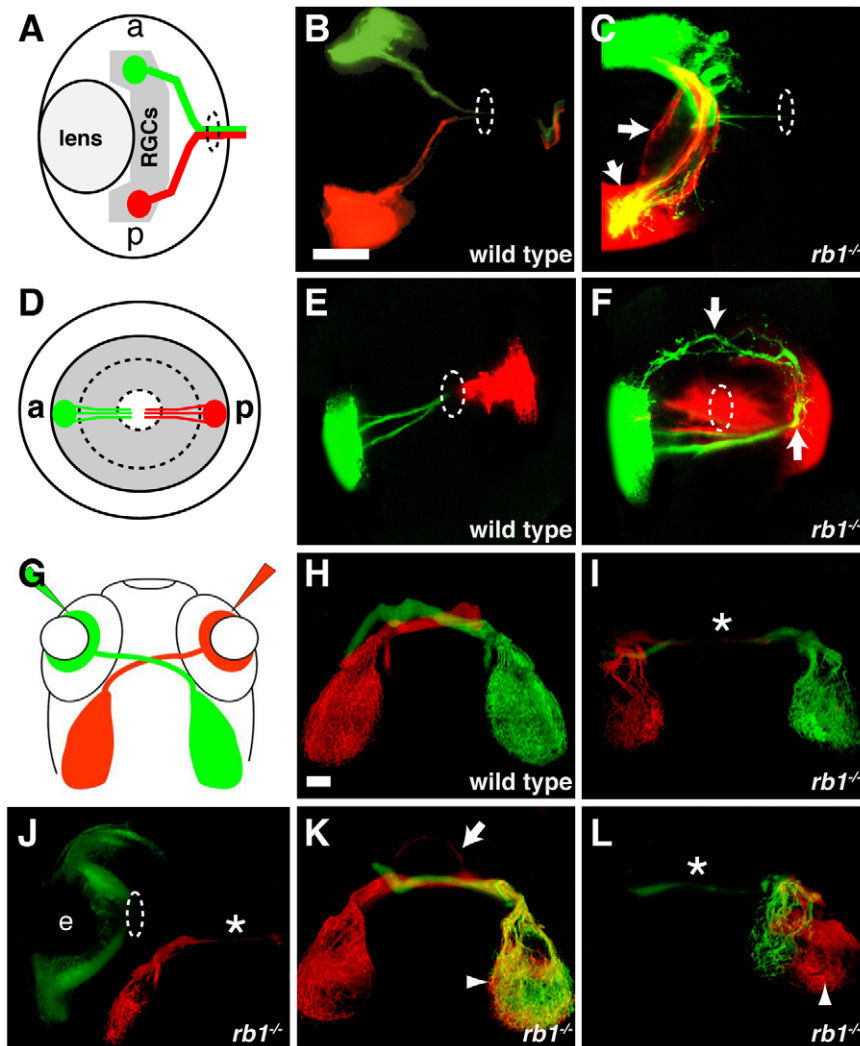 A
a
lens
RGCs
p
B
wild type
C
rb1-/-
D
a
p
E
wild type
F
rb1-/-
G
H
wild type
I
*
rb1-/-
J
e
*
rb1-/-
K
rb1-/-
L
*
rb1-/-